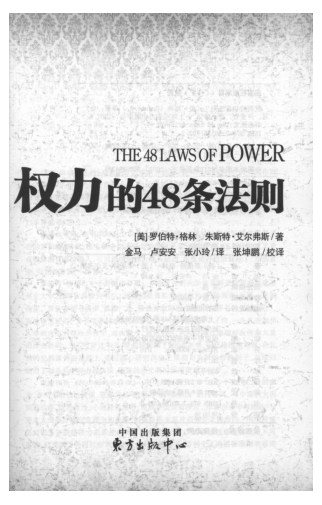 THE 48 LAWS OF POWER
权力的48条法则
[美]罗伯特·格林 朱斯特·艾尔弗斯/著
金马 卢安安 张小玲/译 张坤鹏/校译
中国出版集团
东方出版中心